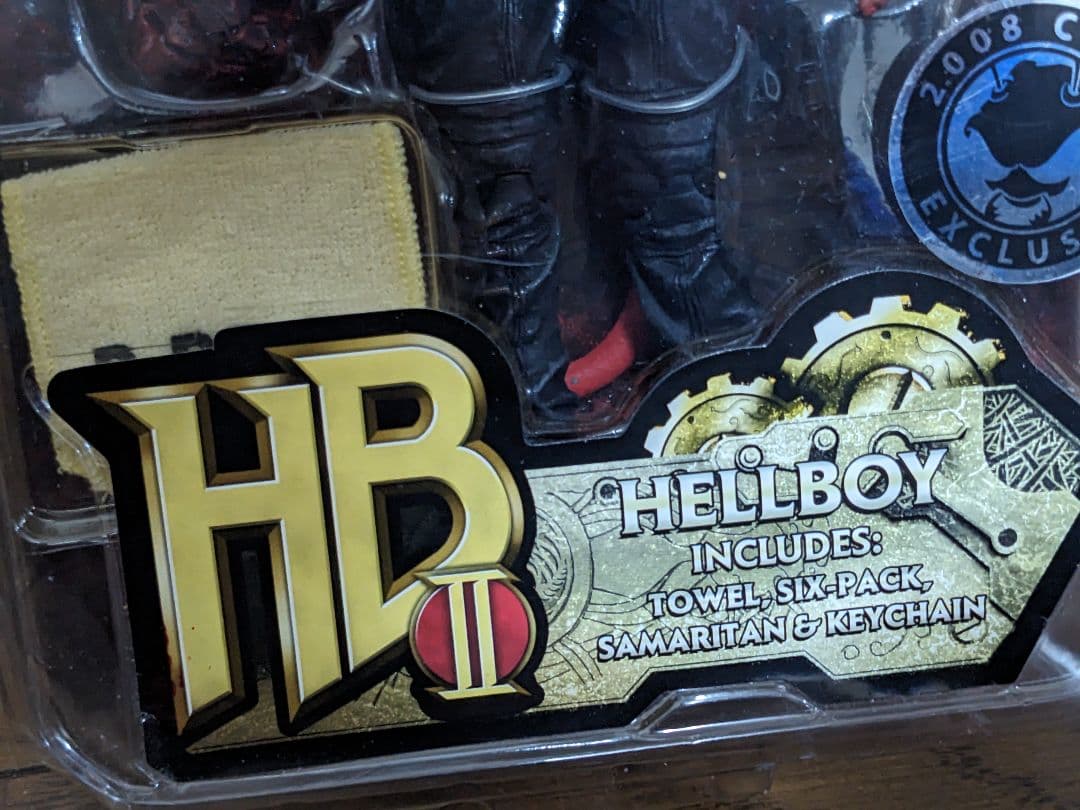 2008 C
EXCLUS
HB
II
HELLBOY
INCLUDES:
TOWEL, SIX-PACK,
SAMARITAN & KEYCHAIN